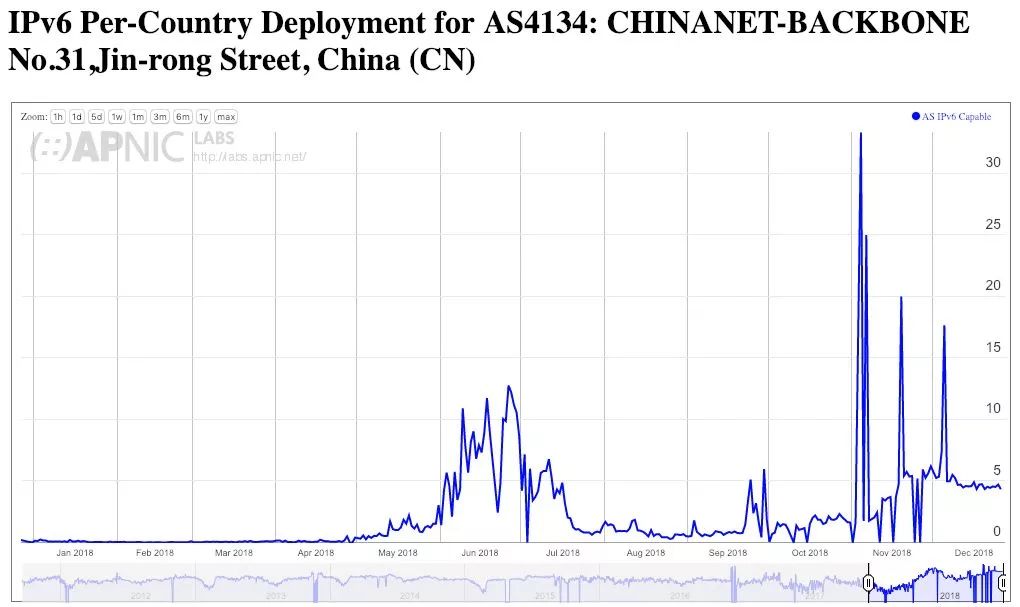 IPv6 Per-Country Deployment for AS4134: CHINANET-BACKBONE
No.31,Jin-rong Street, China (CN)
Zoom: 1h 1d 5d 1w 1m 3m 6m 1y max
AS IPv6 Capable
(::) APNIC LABS
http://labs.apnic.net/
30
25
20
15
10
5
0
Jan 2018 Feb 2018 Mar 2018 Apr 2018 May 2018 Jun 2018 Jul 2018 Aug 2018 Sep 2018 Oct 2018 Nov 2018 Dec 2018
2012 2013 2014 2015 2016 2017 2018